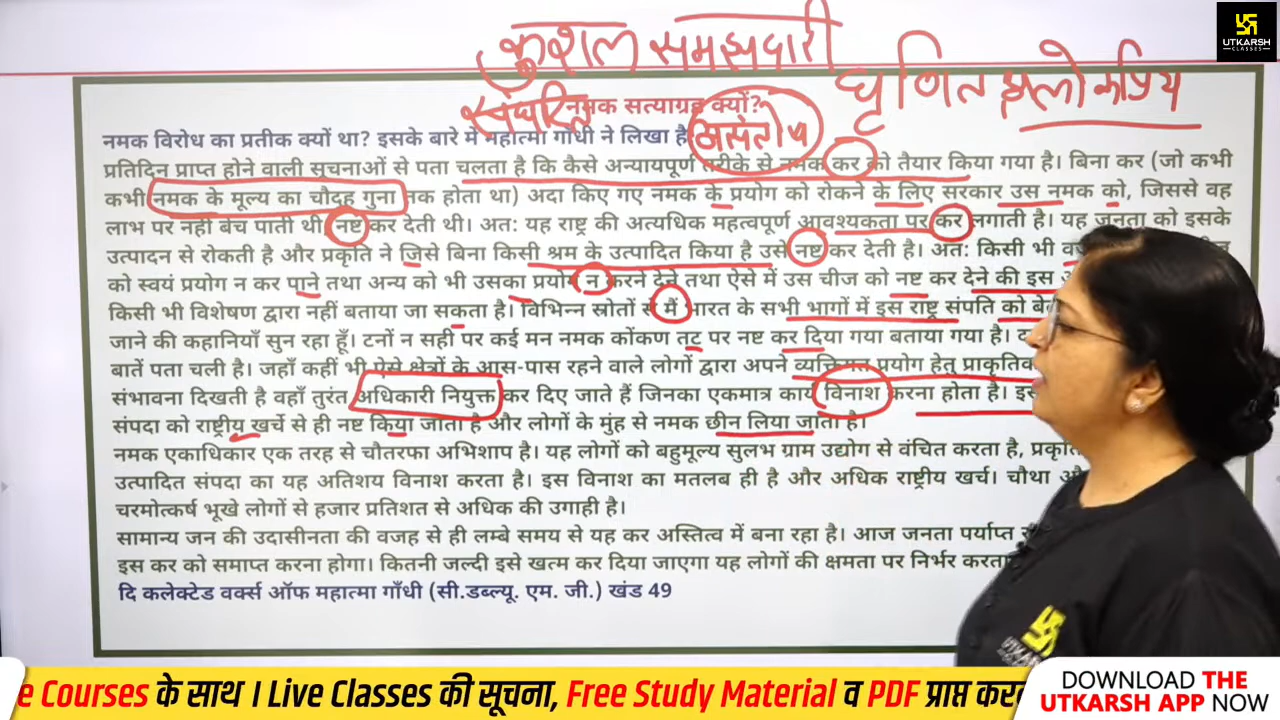 कुशल समझदारी
घृणित अलोकप्रिय
UTKARSH
CLASSES
संघटित
असंतोष
नमक सत्याग्रह क्यों?
नमक विरोध का प्रतीक क्यों था? इसके बारे में महात्मा गाँधी ने लिखा है
प्रतिदिन प्राप्त होने वाली सूचनाओं से पता चलता है कि कैसे अन्यायपूर्ण तरीके से नमक कर को तैयार किया गया है। बिना कर (जो कभी
कभी नमक के मूल्य का चौदह गुना तक होता था) अदा किए गए नमक के प्रयोग को रोकने के लिए सरकार उस नमक को, जिससे वह
लाभ पर नहीं बेच पाती थी नष्ट कर देती थी। अत: यह राष्ट्र की अत्यधिक महत्वपूर्ण आवश्यकता पर कर लगाती है। यह जनता को इसके
उत्पादन से रोकती है और प्रकृति ने जिसे बिना किसी श्रम के उत्पादित किया है उसे नष्ट कर देती है। अत: किसी भी
को स्वयं प्रयोग न कर पाने तथा अन्य को भी उसका प्रयोग न करने देने तथा ऐसे में उस चीज को नष्ट कर देने की इस
किसी भी विशेषण द्वारा नहीं बताया जा सकता है। विभिन्न स्रोतों से मैं भारत के सभी भागों में इस राष्ट्र संपति को
जाने की कहानियाँ सुन रहा हूँ। टनों न सही पर कई मन नमक कोंकण तट पर नष्ट कर दिया गया बताया गया है।
बातें पता चली है। जहाँ कहीं भी ऐसे क्षेत्रों के आस-पास रहने वाले लोगों द्वारा अपने व्यक्तिगत प्रयोग हेतु प्राकृतिक
संभावना दिखती है वहाँ तुरंत अधिकारी नियुक्त कर दिए जाते हैं जिनका एकमात्र कार्य विनाश करना होता है।
संपदा को राष्ट्रीय खर्चे से ही नष्ट किया जाता है और लोगों के मुंह से नमक छीन लिया जाता है।
नमक एकाधिकार एक तरह से चौतरफा अभिशाप है। यह लोगों को बहुमूल्य सुलभ ग्राम उद्योग से वंचित करता है,
उत्पादित संपदा का यह अतिशय विनाश करता है। इस विनाश का मतलब ही है और अधिक राष्ट्रीय खर्च। चौथा
चरमोत्कर्ष भूखे लोगों से हजार प्रतिशत से अधिक की उगाही है।
सामान्य जन की उदासीनता की वजह से ही लम्बे समय से यह कर अस्तित्व में बना रहा है। आज जनता पर्याप्त
इस कर को समाप्त करना होगा। कितनी जल्दी इसे खत्म कर दिया जाएगा यह लोगों की क्षमता पर निर्भर
दि कलेक्टेड वर्क्स ऑफ महात्मा गाँधी (सी.डब्ल्यू. एम. जी.) खंड 49
UTKARSH
e Courses के साथ । Live Classes की सूचना, Free Study Material व PDF प्राप्त
DOWNLOAD THE
UTKARSH APP NOW